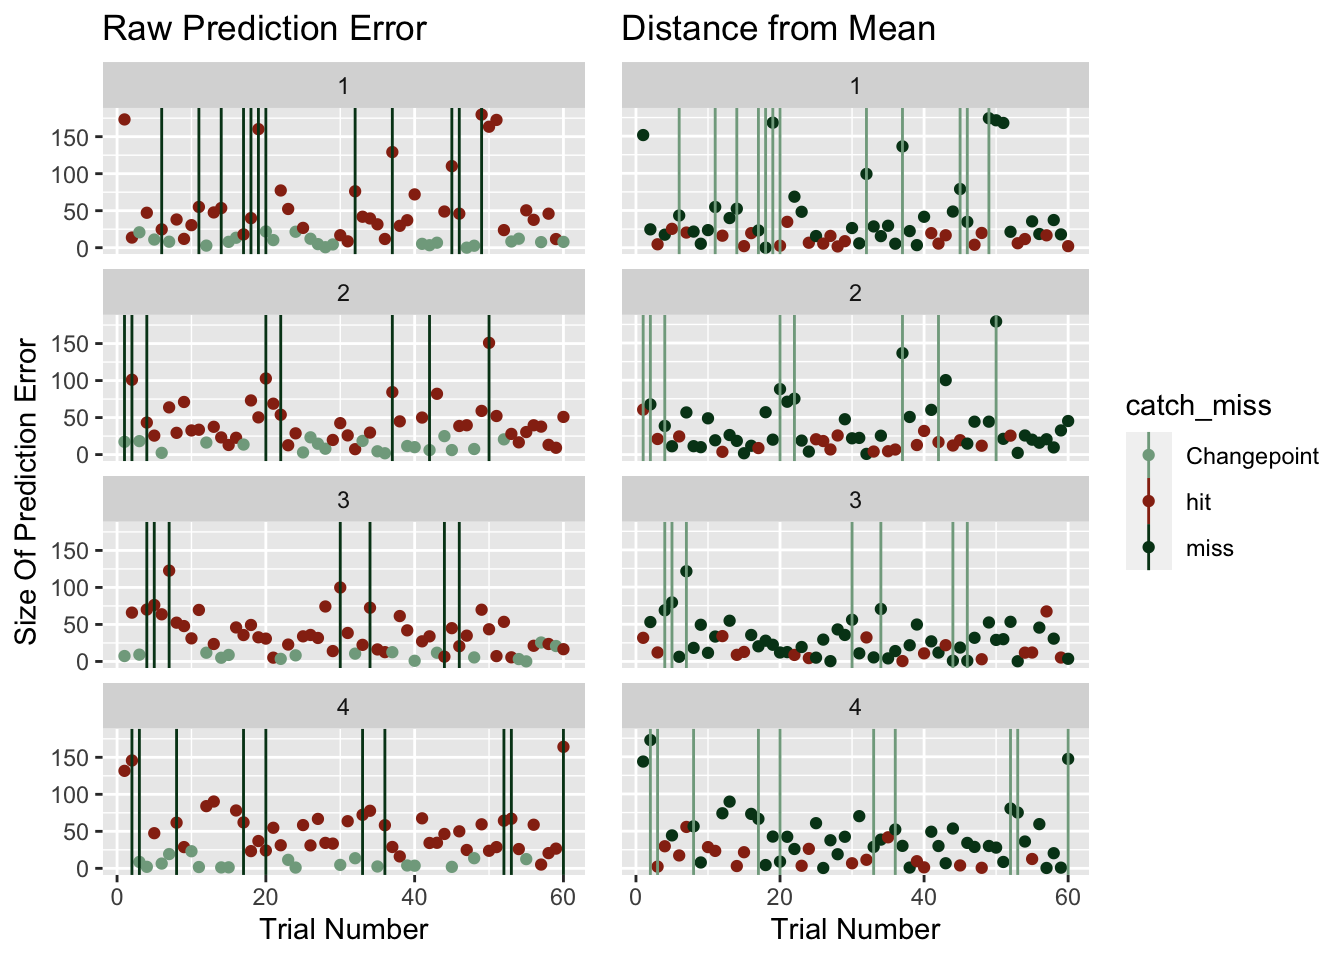 Raw Prediction Error
Distance from Mean
1
1
150
100
50
0
2
2
150
100
50
0
3
3
150
100
50
0
4
4
150
100
50
0
Size Of Prediction Error
0 20 40 60
0 20 40 60
Trial Number
Trial Number
catch_miss
Changepoint
hit
miss